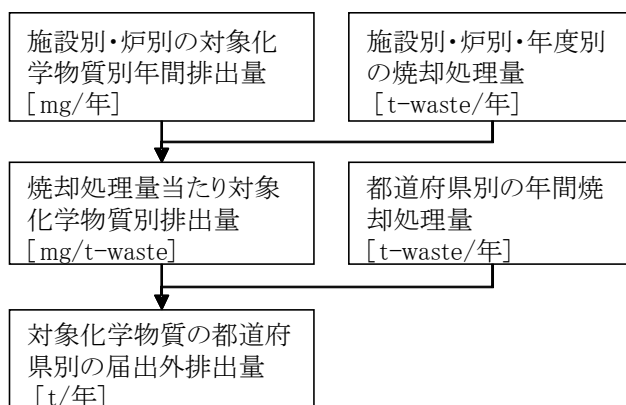 施設別・炉別の対象化
学物質別年間排出量
[mg/年]
施設別・炉別・年度別
の焼却処理量
[t-waste/年]
焼却処理量当たり対象
化学物質別排出量
[mg/t-waste]
都道府県別の年間焼
却処理量
[t-waste/年]
対象化学物質の都道府
県別の届出外排出量
[t/年]